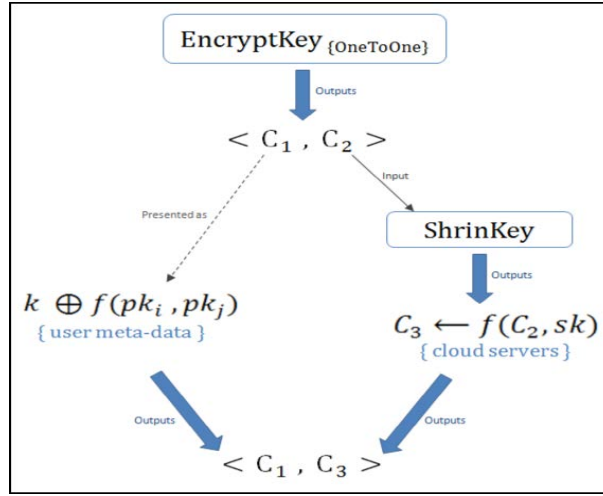 EncryptKey {OneToOne}
Outputs
< C₁ , C₂ >
Input
Presented as
ShrinKey
Outputs
k ⊕ f(pkᵢ , pkⱼ)
{ user meta-data }
C₃ ⟵ f(C₂, sk)
{ cloud servers }
Outputs
Outputs
< C₁ , C₃ >